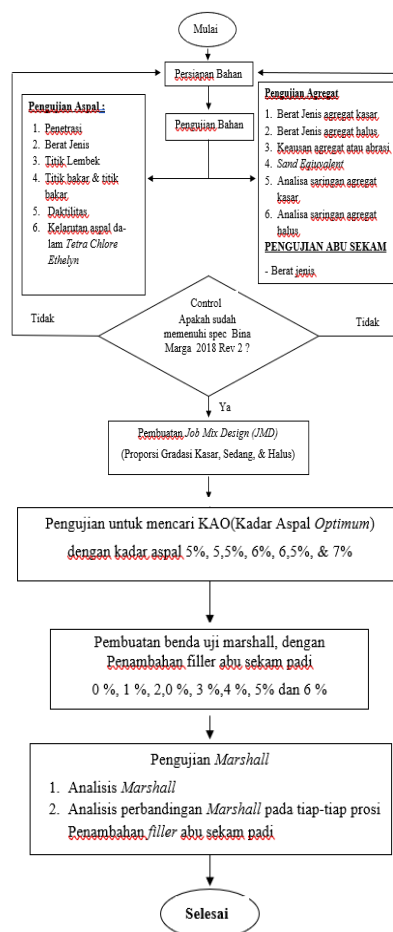 Mulai
Persiapan Bahan
Pengujian Bahan
Pengujian Aspal :
1. Penetrasi
2. Berat Jenis
3. Titik Lembek
4. Titik bakar & titik
bakar
5. Daktilitas
6. Kelarutan aspal da-
lam Tetra Chlore
Ethelyn
Pengujian Agregat
1. Berat Jenis agregat kasar
2. Berat Jenis agregat halus
3. Keausan agregat atau abrasi
4. Sand Eqiuvalent
5. Analisa saringan agregat
kasar
6. Analisa saringan agregat
halus
PENGUJIAN ABU SEKAM
- Berat jenis
Control
Apakah sudah
memenuhi spec Bina
Marga 2018 Rev 2 ?
Tidak
Tidak
Ya
Pembuatan Job Mix Design (JMD)
(Proporsi Gradasi Kasar, Sedang, & Halus)
Pengujian untuk mencari KAO(Kadar Aspal Optimum)
dengan kadar aspal 5%, 5,5%, 6%, 6,5%, & 7%
Pembuatan benda uji marshall, dengan
Penambahan filler abu sekam padi
0 %, 1 %, 2,0 %, 3 %,4 %, 5% dan 6 %
Pengujian Marshall
1. Analisis Marshall
2. Analisis perbandingan Marshall pada tiap-tiap prosi
Penambahan filler abu sekam padi
Selesai